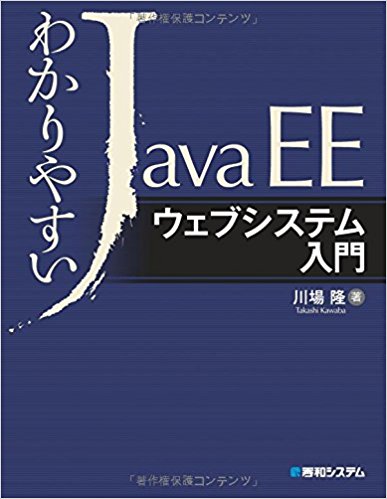 「著作権保護コンテンツ」
わかりやすい
Java EE
ウェブシステム
入門
川場 隆 著
Takashi Kawaba
秀和システム
「著作権保護コンテンツ」